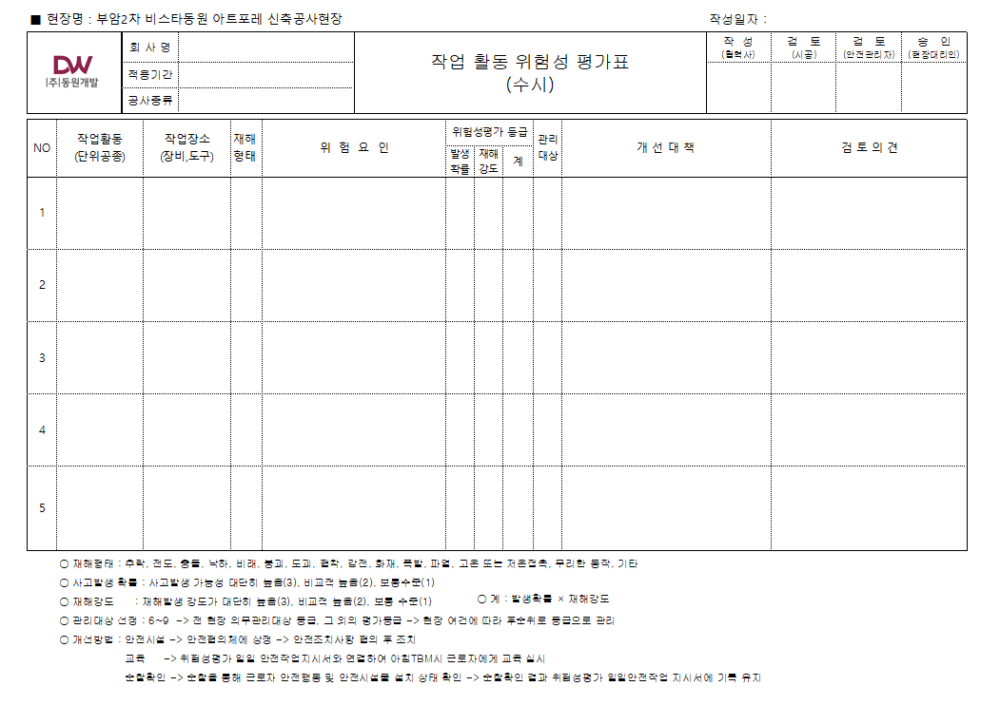 ■ 현장명 : 부암2차 비스타동원 아트포레 신축공사현장
작성일자 :
DW
(주)동원개발
회 사 명
적용기간
공사종류
작업 활동 위험성 평가표
(수시)
작 성
(협력사)
검 토
(시공)
검 토
(안전관리자)
승 인
(현장대리인)
NO
작업활동
(단위공종)
작업장소
(장비,도구)
재해
형태
위 험 요 인
위험성평가 등급
발생
확률
재해
강도
계
관리
대상
개 선 대 책
검 토 의 견
1
2
3
4
5
○ 재해형태 : 추락, 전도, 충돌, 낙하, 비래, 붕괴, 도괴, 협착, 감전, 화재, 폭발, 파열, 고온 또는 저온접촉, 무리한 동작, 기타
○ 사고발생 확률 : 사고발생 가능성 대단히 높음(3), 비교적 높음(2), 보통수준(1)
○ 재해강도 : 재해발생 강도가 대단히 높음(3), 비교적 높음(2), 보통 수준(1) ○ 계 : 발생확률 × 재해강도
○ 관리대상 선정 : 6~9 -> 전 현장 의무관리대상 등급, 그 외의 평가등급 -> 현장 여건에 따라 후순위로 등급으로 관리
○ 개선방법 : 안전시설 -> 안전협의체에 상정 -> 안전조치사항 협의 후 조치
교육 -> 위험성평가 일일 안전작업지시서와 연결하여 아침TBM시 근로자에게 교육 실시
순찰확인 -> 순찰을 통해 근로자 안전행동 및 안전시설물 설치 상태 확인 -> 순찰확인 결과 위험성평가 일일안전작업 지시서에 기록 유지